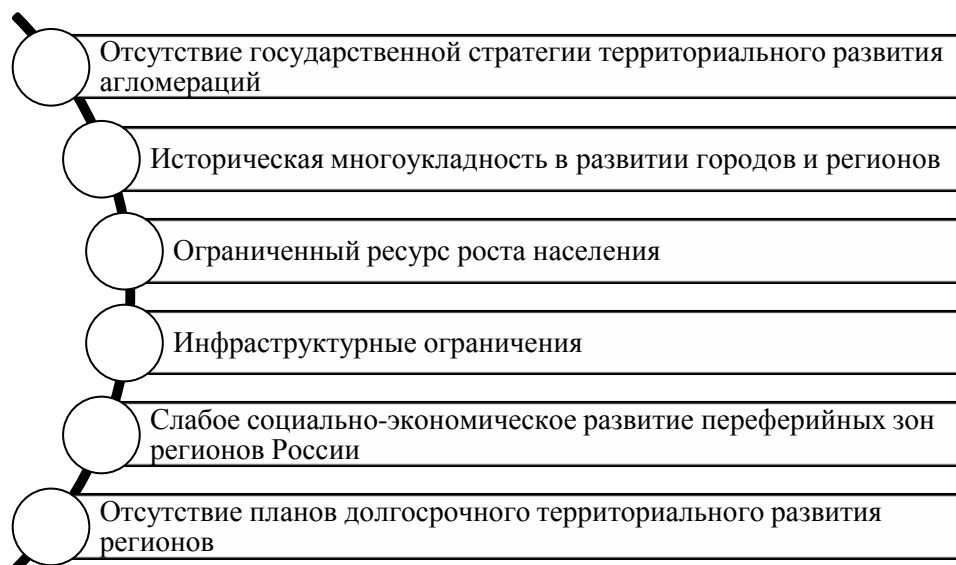 Отсутствие государственной стратегии территориального развития
агломераций
Историческая многоукладность в развитии городов и регионов
Ограниченный ресурс роста населения
Инфраструктурные ограничения
Слабое социально-экономическое развитие переферийных зон
регионов России
Отсутствие планов долгосрочного территориального развития
регионов